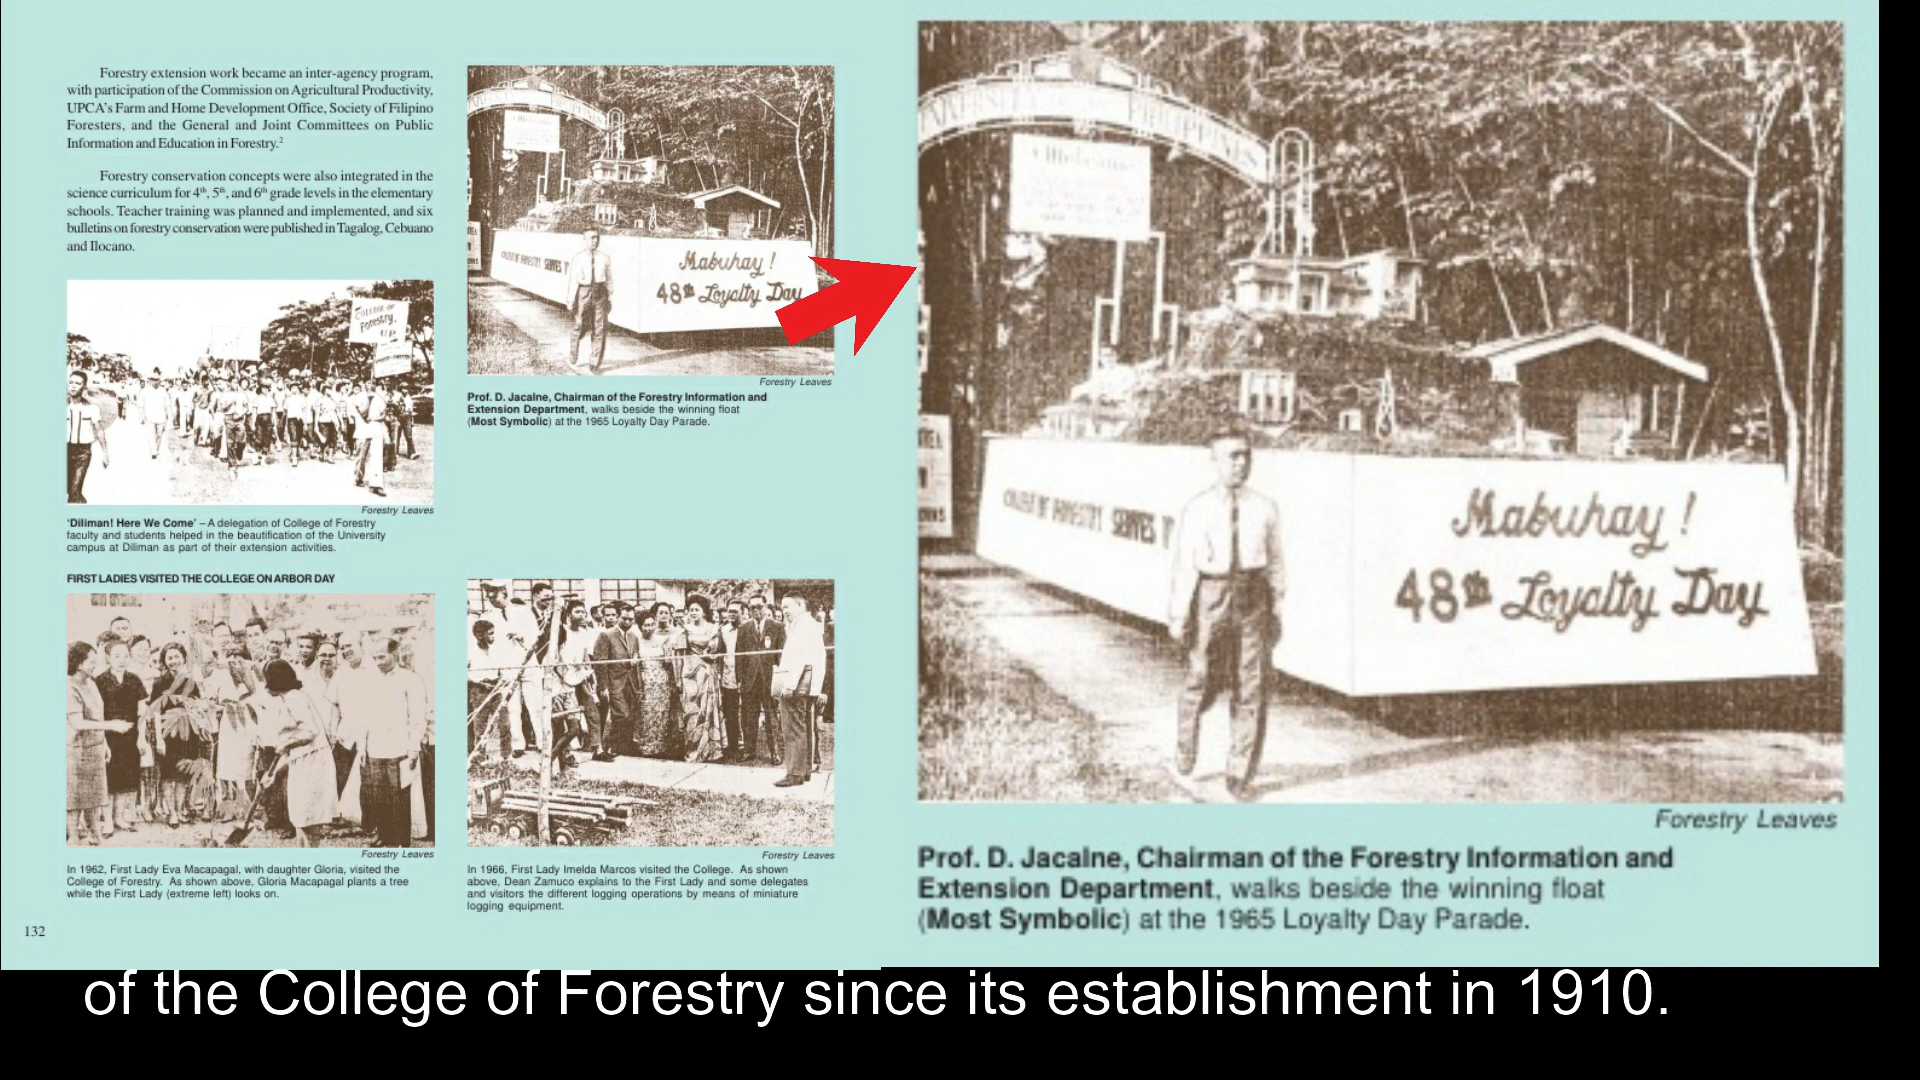 Forestry extension work became an inter-agency program,
with participation of the Commission on Agricultural Productivity,
UPCA's Farm and Home Development Office, Society of Filipino
Foresters, and the General and Joint Committees on Public
Information and Education in Forestry.²
Forestry conservation concepts were also integrated in the
science curriculum for 4th, 5th, and 6th grade levels in the elementary
schools. Teacher training was planned and implemented, and six
bulletins on forestry conservation were published in Tagalog, Cebuano
and Ilocano.
College of
Forestry,
Forestry Leaves
'Diliman! Here We Come' – A delegation of College of Forestry
faculty and students helped in the beautification of the University
campus at Diliman as part of their extension activities.
FIRST LADIES VISITED THE COLLEGE ON ARBOR DAY
Forestry Leaves
In 1962, First Lady Eva Macapagal, with daughter Gloria, visited the
College of Forestry. As shown above, Gloria Macapagal plants a tree
while the First Lady (extreme left) looks on.
132
COLLEGE OF FORESTRY SERVES
Mabuhay !
48th Loyalty Day
Forestry Leaves
Prof. D. Jacalne, Chairman of the Forestry Information and
Extension Department, walks beside the winning float
(Most Symbolic) at the 1965 Loyalty Day Parade.
Forestry Leaves
In 1966, First Lady Imelda Marcos visited the College. As shown
above, Dean Zamuco explains to the First Lady and some delegates
and visitors the different logging operations by means of miniature
logging equipment.
PHILIPPINES
COLLEGE OF FORESTRY SERVES
Mabuhay !
48th Loyalty Day
Forestry Leaves
Prof. D. Jacalne, Chairman of the Forestry Information and
Extension Department, walks beside the winning float
(Most Symbolic) at the 1965 Loyalty Day Parade.
of the College of Forestry since its establishment in 1910.